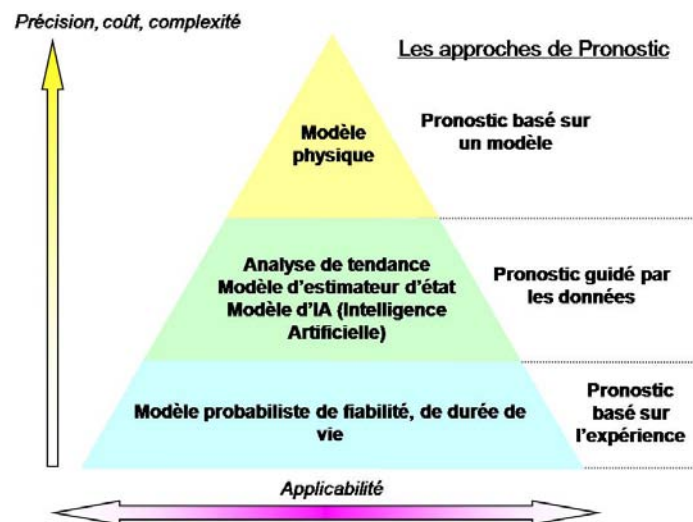 Précision, coût, complexité
Les approches de Pronostic
Modèle
physique
Pronostic basé sur
un modèle
Analyse de tendance
Modèle d'estimateur d'état
Modèle d'IA (Intelligence
Artificielle)
Pronostic guidé par
les données
Modèle probabiliste de fiabilité, de durée de
vie
Pronostic
basé sur
l'expérience
Applicabilité